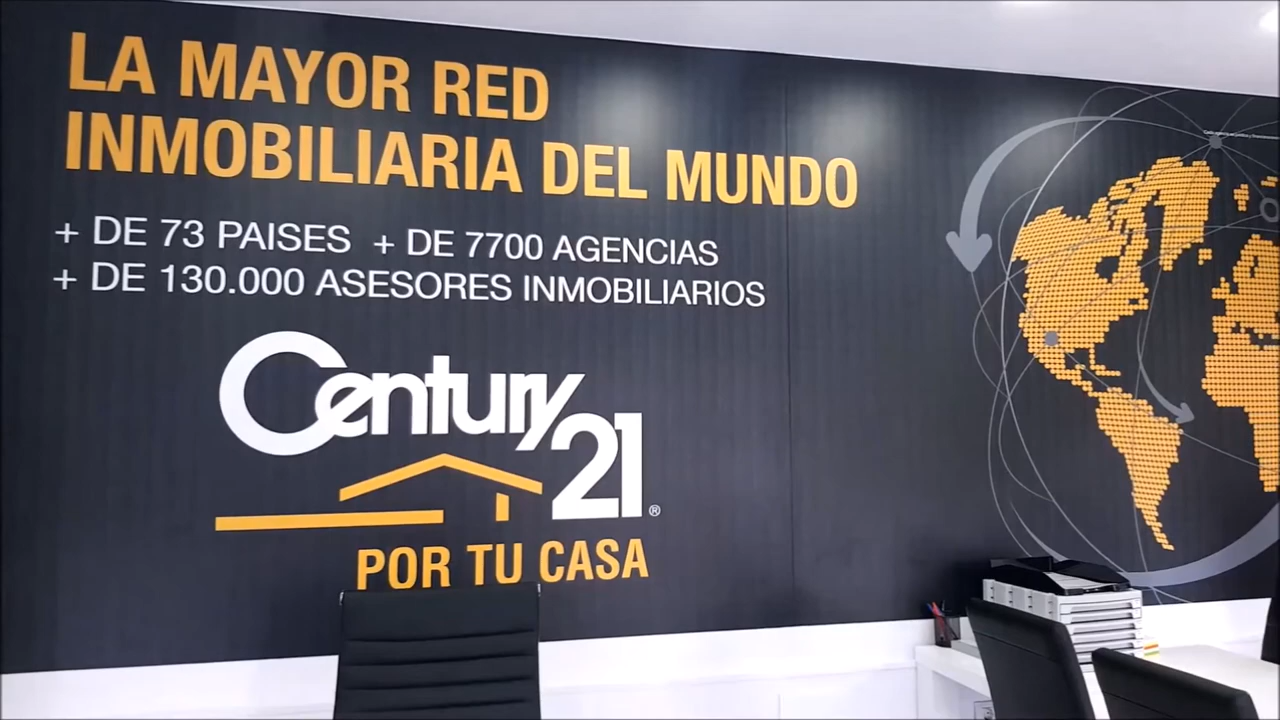 LA MAYOR RED
INMOBILIARIA DEL MUNDO
+ DE 73 PAISES + DE 7700 AGENCIAS
+ DE 130.000 ASESORES INMOBILIARIOS
Century
21®
POR TU CASA